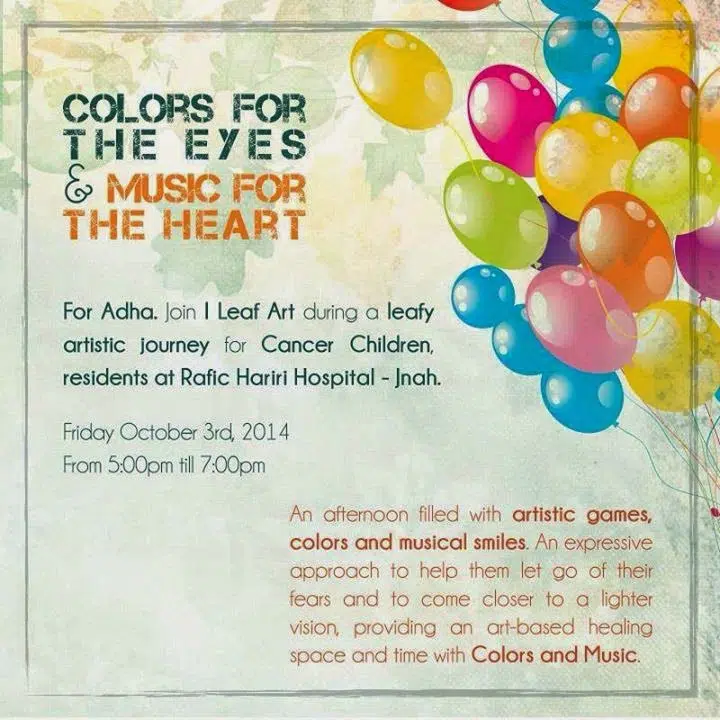 COLORS FOR
THE EYES
& MUSIC FOR
THE HEART
For Adha. Join I Leaf Art during a leafy
artistic journey for Cancer Children,
residents at Rafic Hariri Hospital - Jnah.
Friday October 3rd, 2014
From 5:00pm till 7:00pm
An afternoon filled with artistic games,
colors and musical smiles. An expressive
approach to help them let go of their
fears and to come closer to a lighter
vision, providing an art-based healing
space and time with Colors and Music.